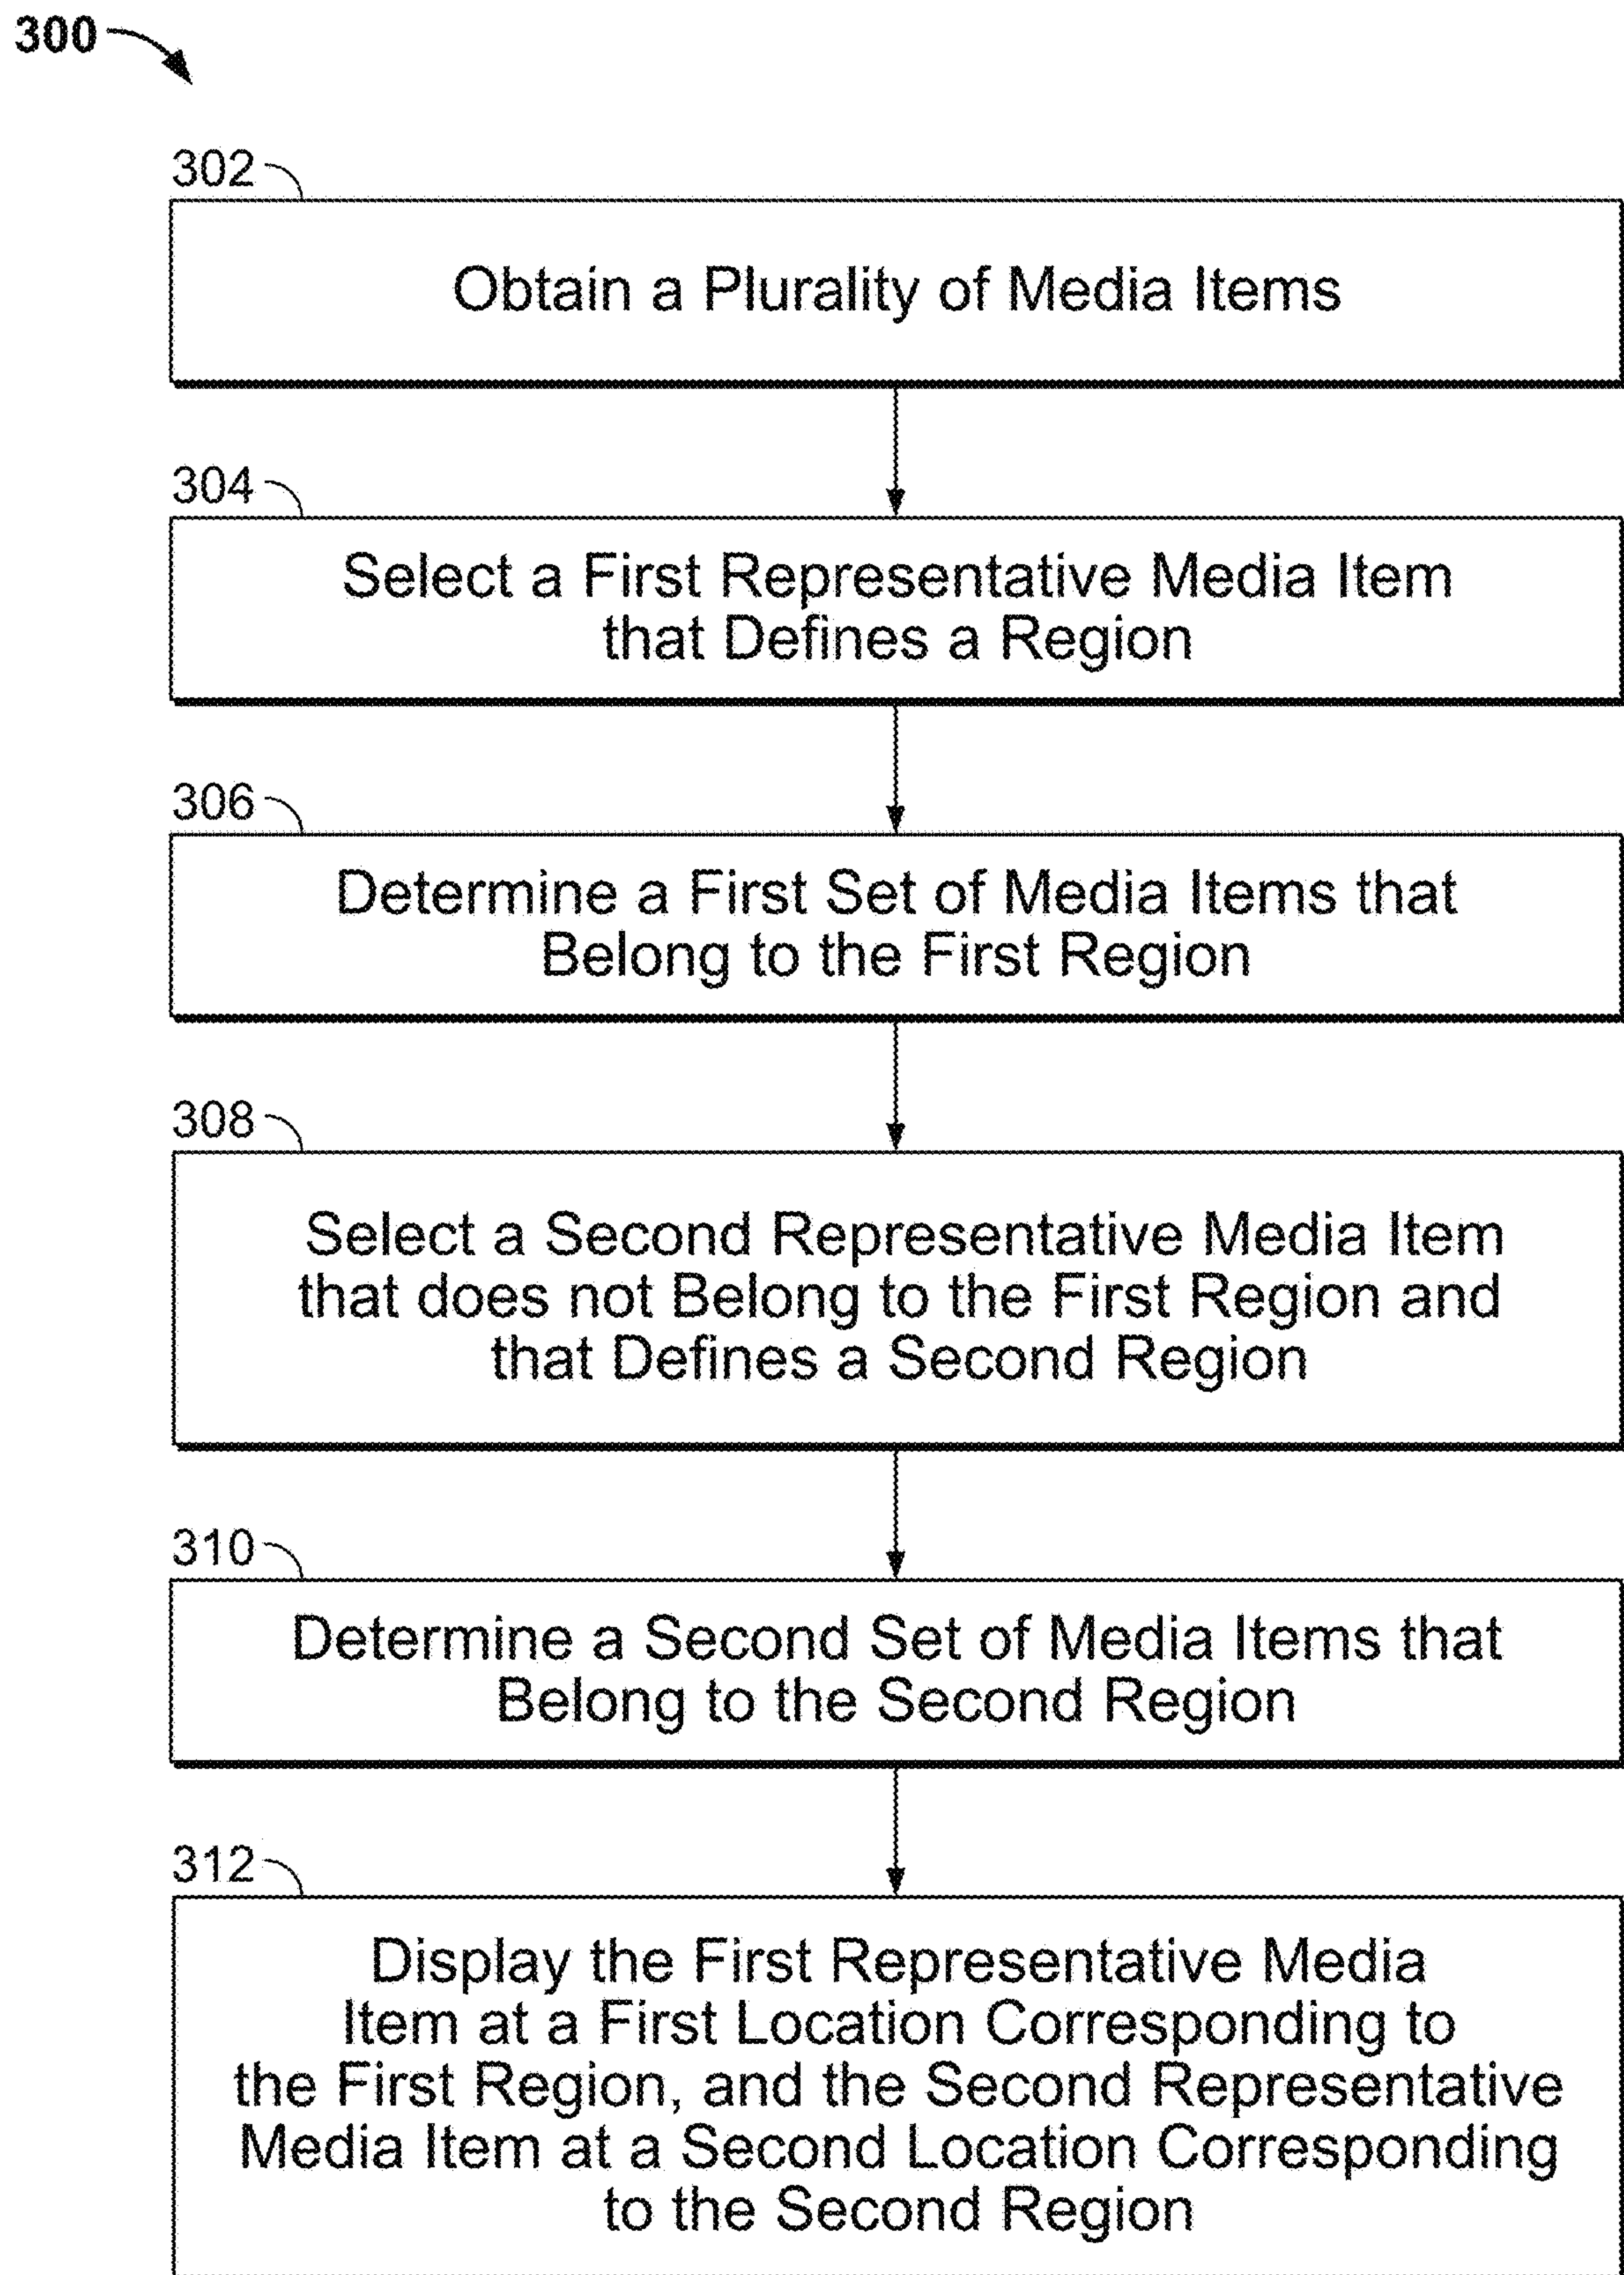 300
302
Obtain a Plurality of Media Items
304
Select a First Representative Media Item
that Defines a Region
306
Determine a First Set of Media Items that
Belong to the First Region
308
Select a Second Representative Media Item
that does not Belong to the First Region and
that Defines a Second Region
310
Determine a Second Set of Media Items that
Belong to the Second Region
312
Display the First Representative Media
Item at a First Location Corresponding to
the First Region, and the Second Representative
Media Item at a Second Location Corresponding
to the Second Region